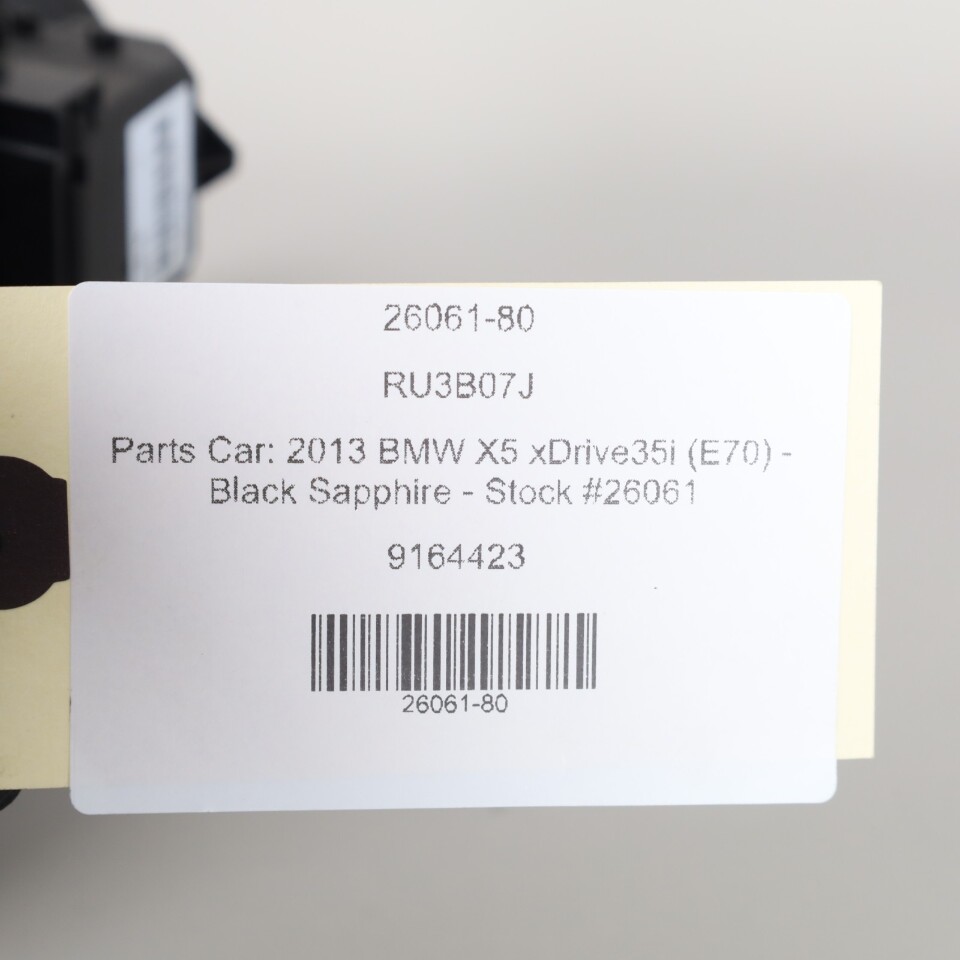 26061-80
RU3B07J
Parts Car: 2013 BMW X5 xDrive35i (E70) -
Black Sapphire - Stock #26061
9164423
26061-80